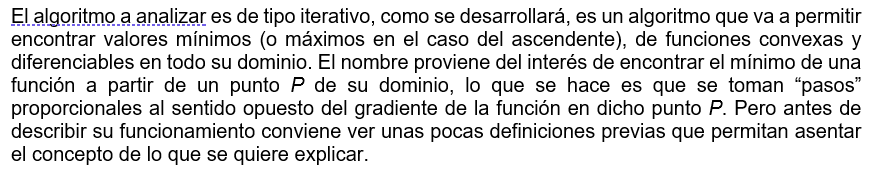 El algoritmo a analizar es de tipo iterativo, como se desarrollará, es un algoritmo que va a permitir
encontrar valores mínimos (o máximos en el caso del ascendente), de funciones convexas y
diferenciables en todo su dominio. El nombre proviene del interés de encontrar el mínimo de una
función a partir de un punto P de su dominio, lo que se hace es que se toman “pasos”
proporcionales al sentido opuesto del gradiente de la función en dicho punto P. Pero antes de
describir su funcionamiento conviene ver unas pocas definiciones previas que permitan asentar
el concepto de lo que se quiere explicar.